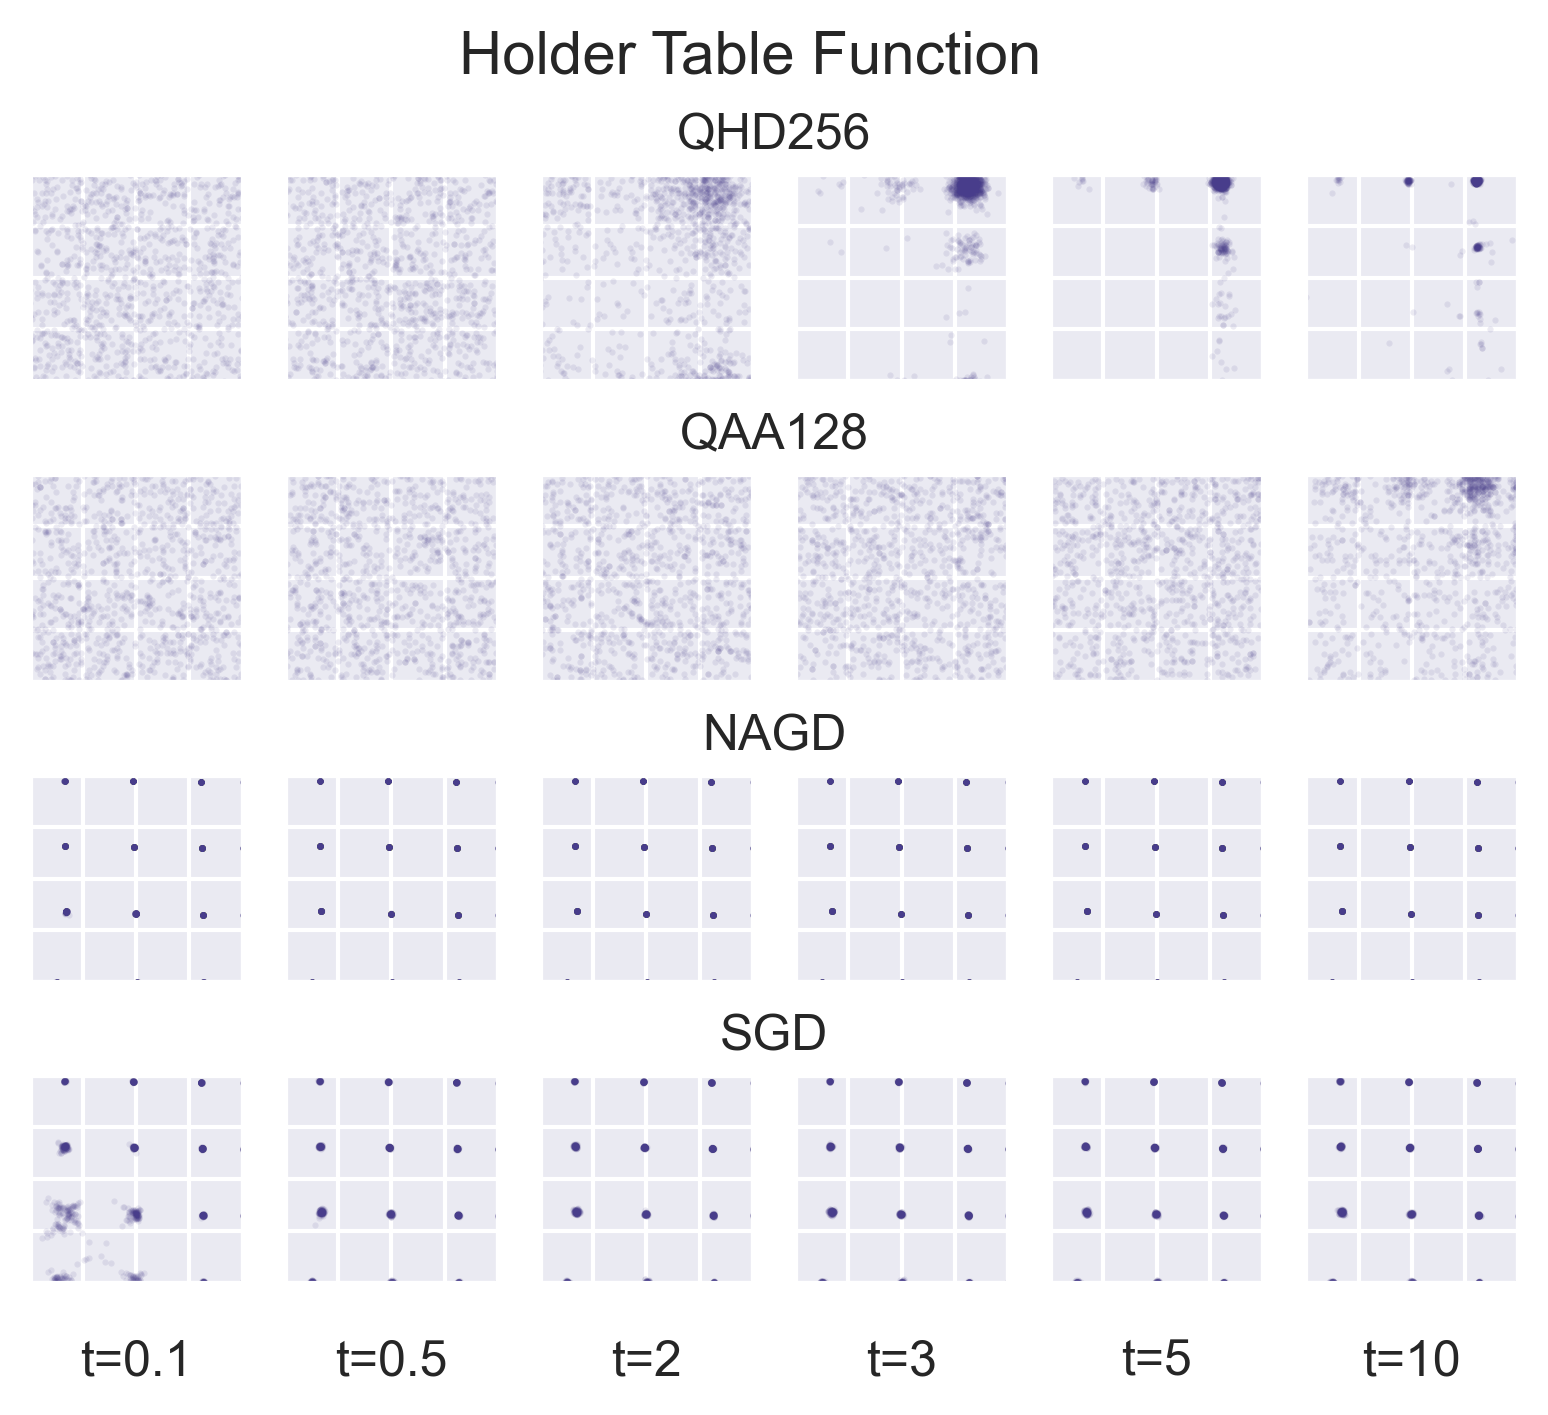 Holder Table Function
QHD256
QAA128
NAGD
SGD
t=0.1 t=0.5 t=2 t=3 t=5 t=10